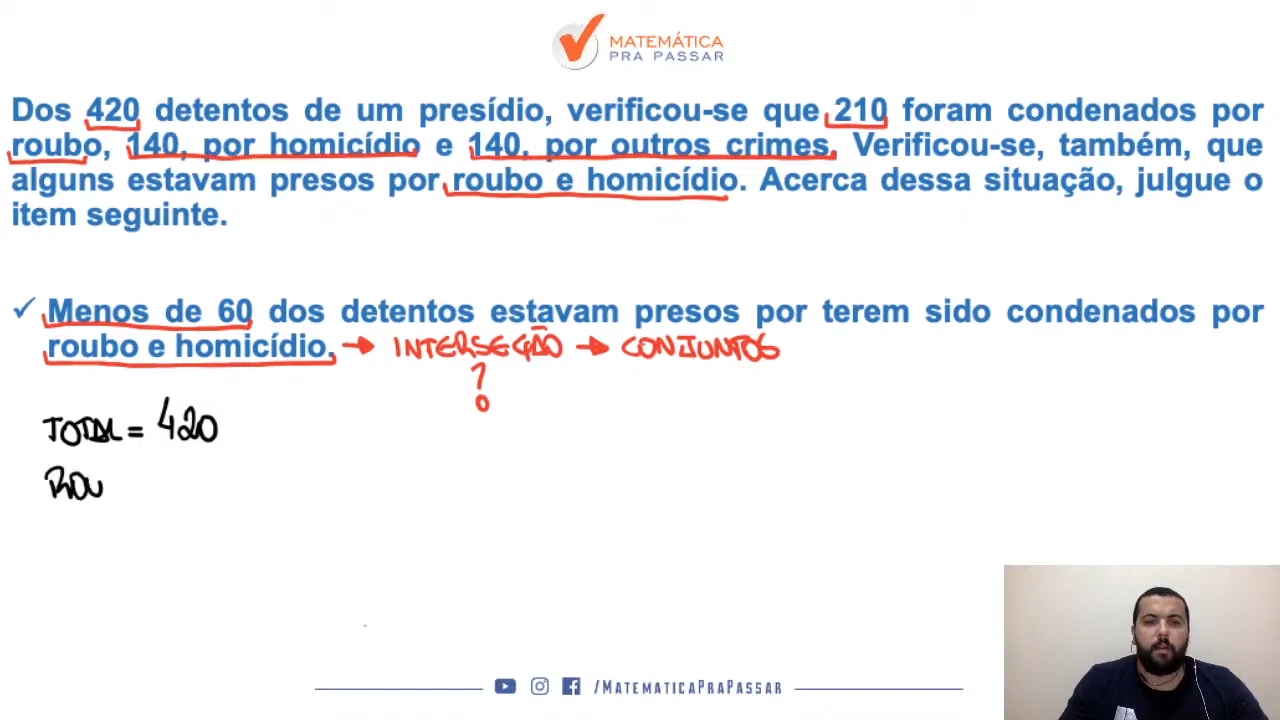 MATEMÁTICA
PRA PASSAR
Dos 420 detentos de um presídio, verificou-se que 210 foram condenados por
roubo, 140, por homicídio e 140, por outros crimes. Verificou-se, também, que
alguns estavam presos por roubo e homicídio. Acerca dessa situação, julgue o
item seguinte.
✓ Menos de 60 dos detentos estavam presos por terem sido condenados por
roubo e homicídio. → INTERSEÇÃO → CONJUNTOS
?
TOTAL = 420
ROU
/MATEMATICAPRAPASSAR